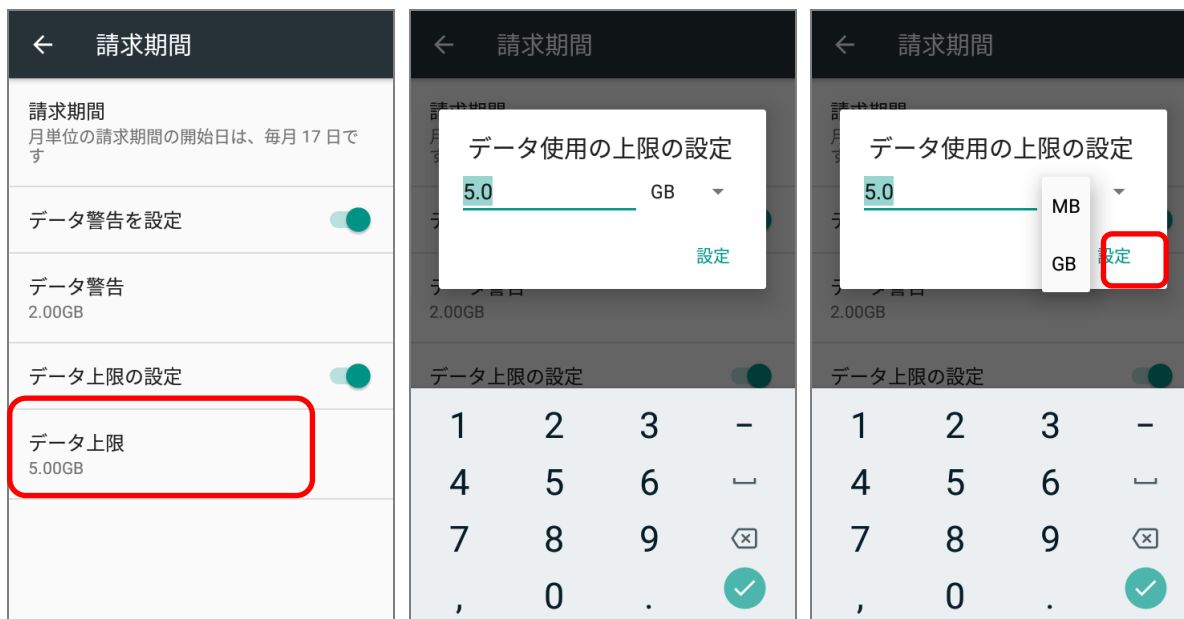 請求期間
請求期間
月単位の請求期間の開始日は、毎月 17 日で
す
データ警告を設定
データ警告
2.00GB
データ上限の設定
データ上限
5.00GB
請求期間
データ使用の上限の設定
5.0 GB
設定
2.00GB
データ上限の設定
1 2 3 –
4 5 6
7 8 9
, 0 .
請求期間
データ使用の上限の設定
5.0
MB
GB
設定
2.00GB
データ上限の設定
1 2 3 –
4 5 6
7 8 9
, 0 .